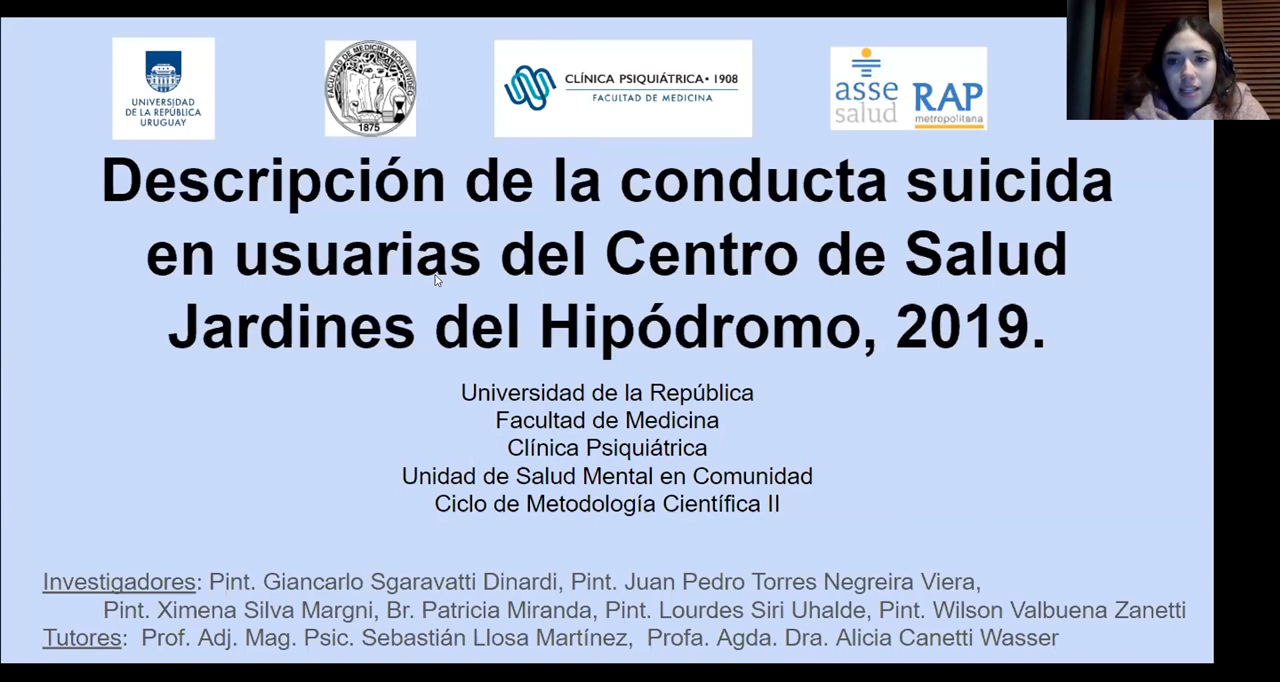 UNIVERSIDAD
DE LA REPÚBLICA
URUGUAY
FACULTAD DE MEDICINA MONTEVIDEO
1875
CLÍNICA PSIQUIÁTRICA • 1908
FACULTAD DE MEDICINA
asse
salud
RAP
metropolitana
Descripción de la conducta suicida
en usuarias del Centro de Salud
Jardines del Hipódromo, 2019.
Universidad de la República
Facultad de Medicina
Clínica Psiquiátrica
Unidad de Salud Mental en Comunidad
Ciclo de Metodología Científica II
Investigadores: Pint. Giancarlo Sgaravatti Dinardi, Pint. Juan Pedro Torres Negreira Viera,
Pint. Ximena Silva Margni, Br. Patricia Miranda, Pint. Lourdes Siri Uhalde, Pint. Wilson Valbuena Zanetti
Tutores: Prof. Adj. Mag. Psic. Sebastián Llosa Martínez, Profa. Agda. Dra. Alicia Canetti Wasser